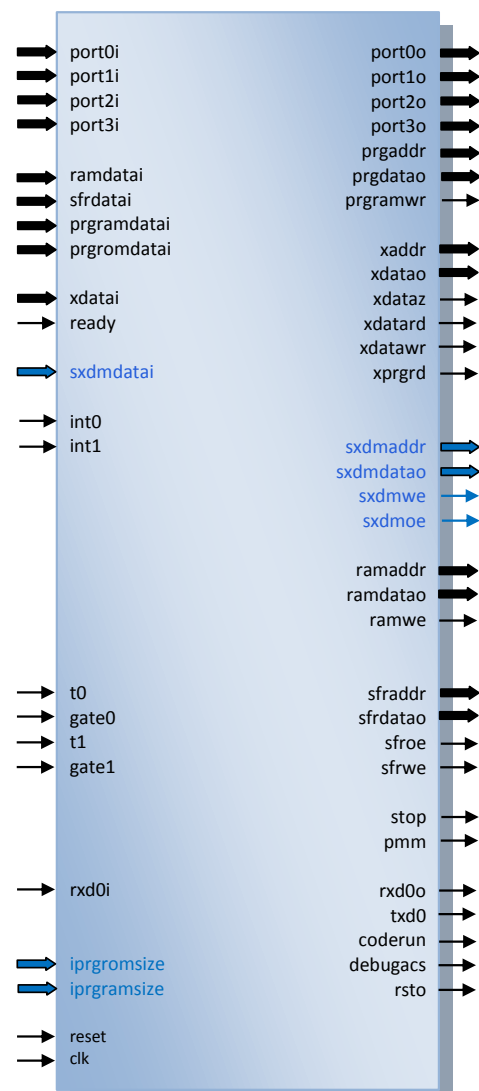 port0i
port1i
port2i
port3i
ramdatai
sfrdatai
prgramdatai
prgromdatai
xdatai
ready
sxdmdatai
int0
int1
t0
gate0
t1
gate1
rxd0i
iprgromsize
iprgramsize
reset
clk
port0o
port1o
port2o
port3o
prgaddr
prgdatao
prgramwr
xaddr
xdatao
xdataz
xdatard
xdatawr
xprgrd
sxdmaddr
sxdmdatao
sxdmwe
sxdmoe
ramaddr
ramdatao
ramwe
sfraddr
sfrdatao
sfroe
sfrwe
stop
pmm
rxd0o
txd0
coderun
debugacs
rsto